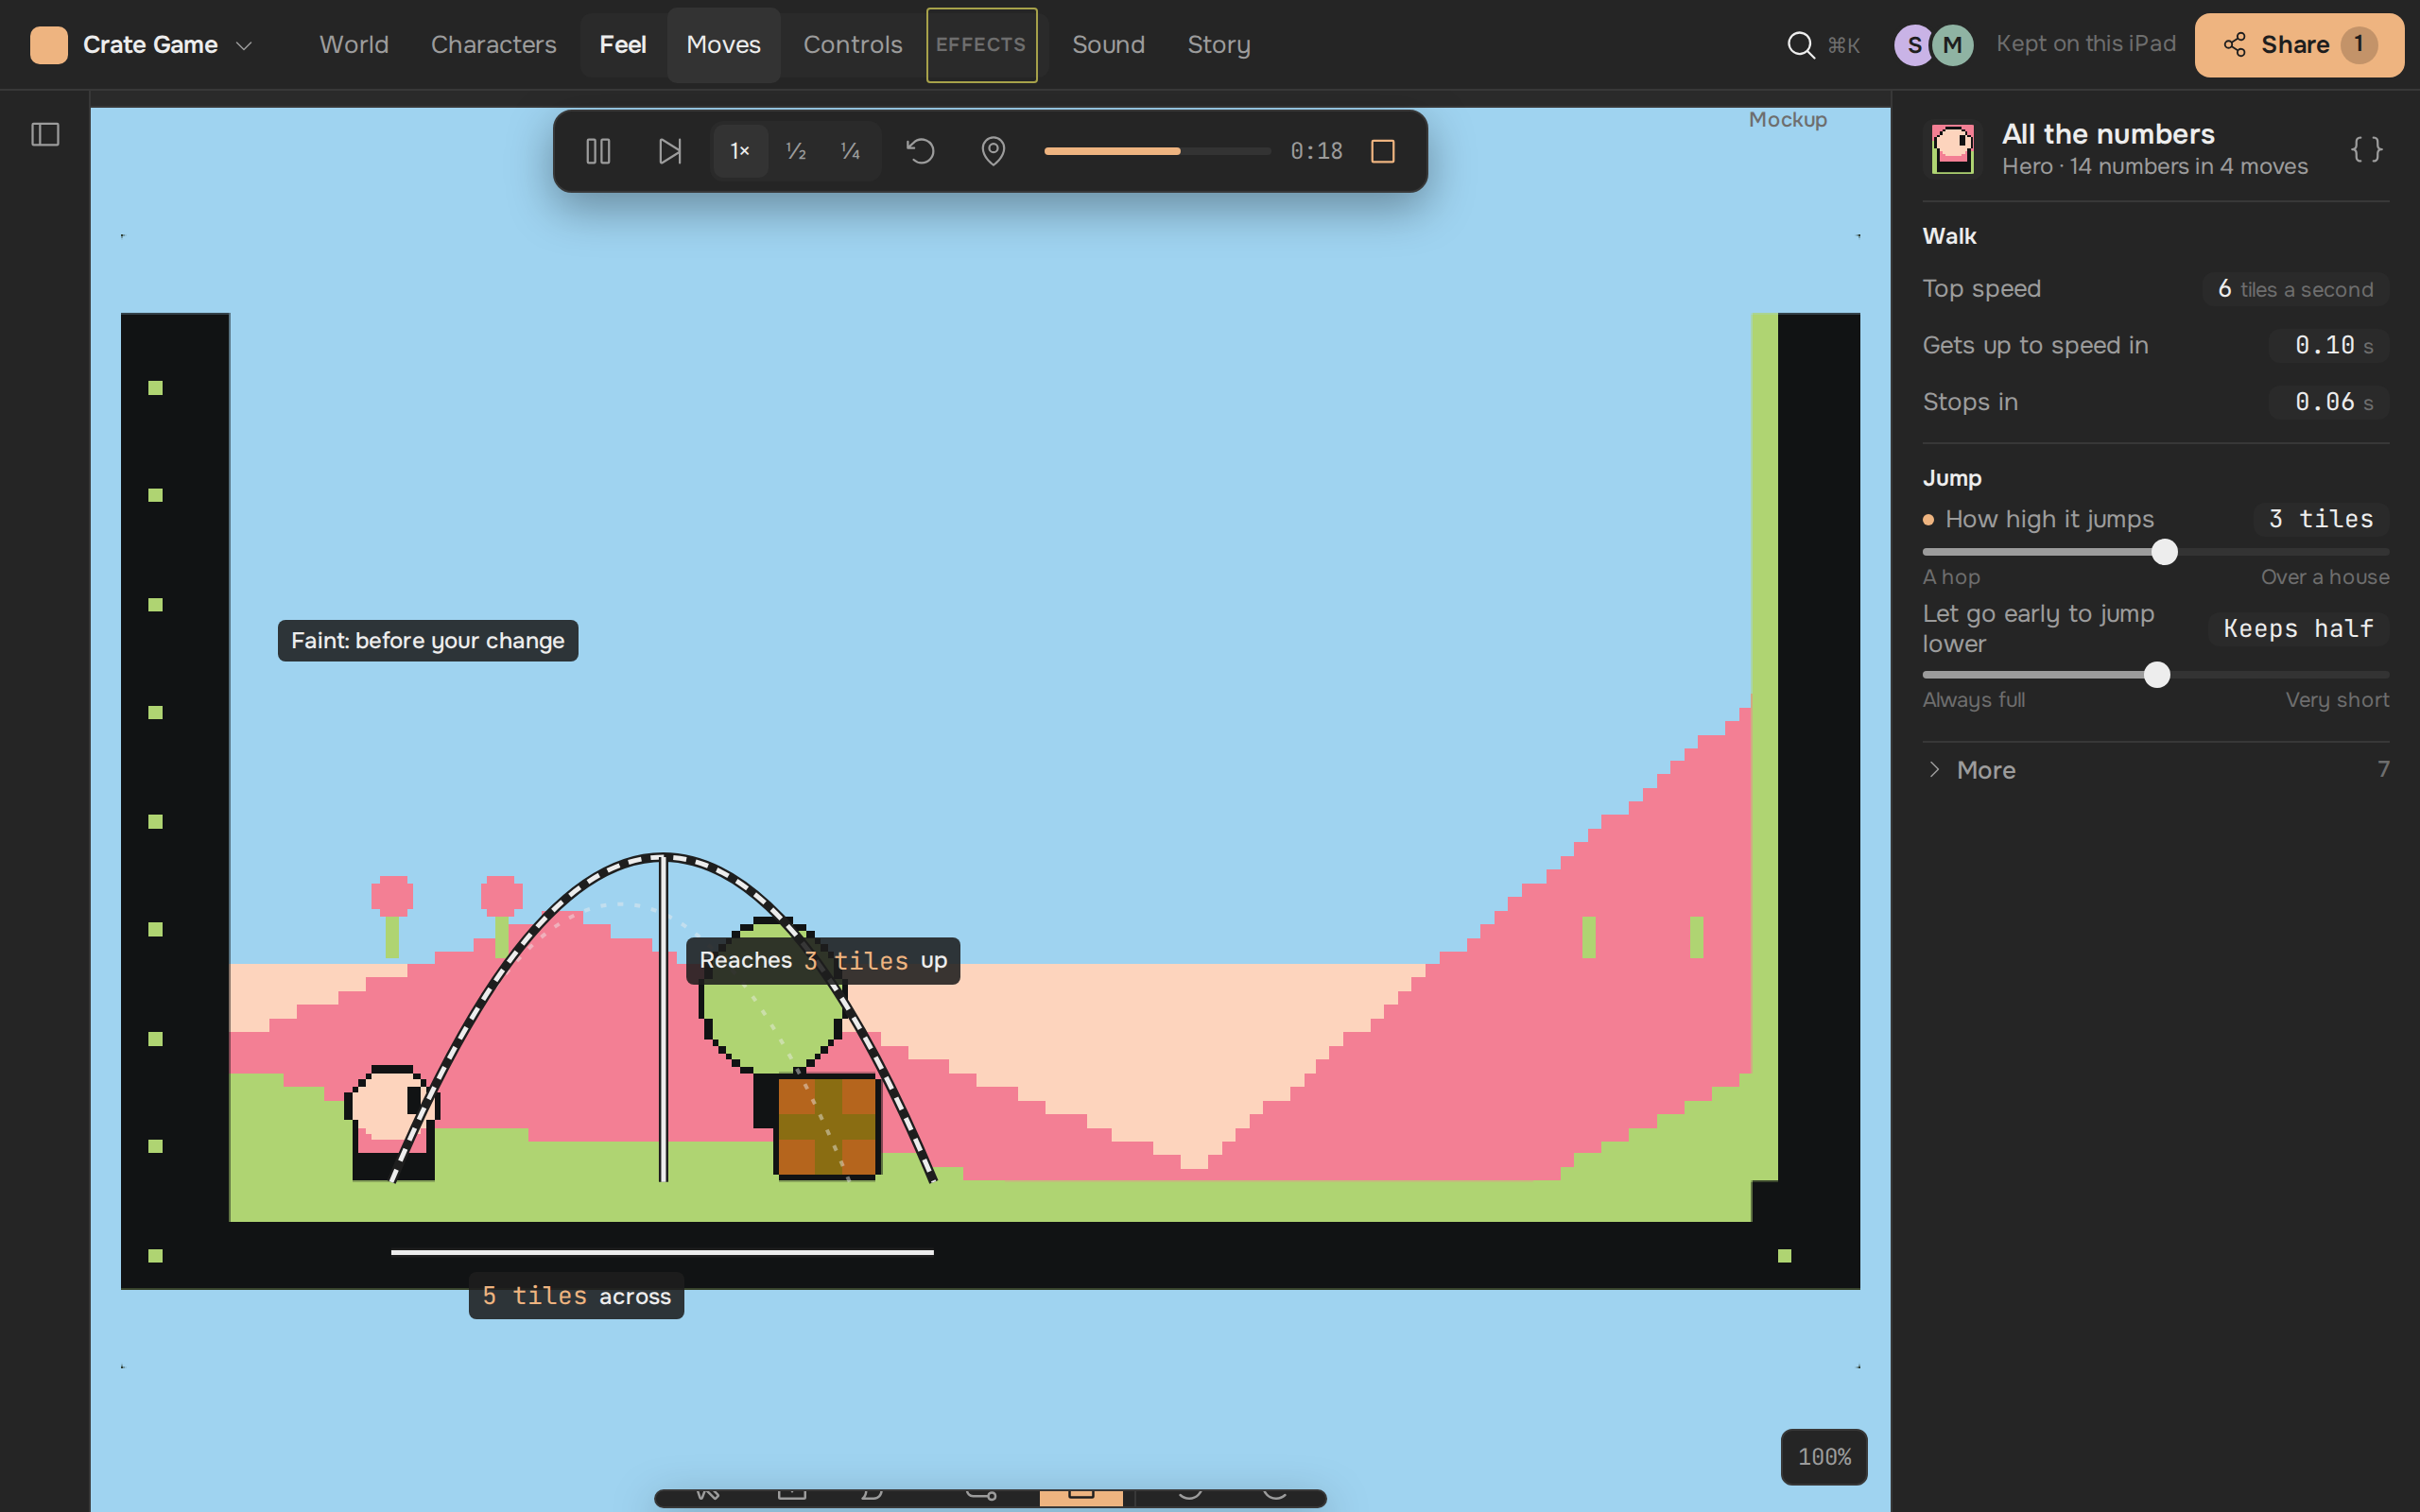 Crate Game World Characters Feel Moves Controls EFFECTS Sound Story ⌘K S M Kept on this iPad Share 1
1× ½ ¼ 0:18
Mockup
All the numbers
Hero · 14 numbers in 4 moves
{ }
Walk
Top speed 6 tiles a second
Gets up to speed in 0.10 s
Stops in 0.06 s
Jump
How high it jumps 3 tiles
A hop Over a house
Let go early to jump
lower
Keeps half
Always full Very short
More 7
Faint: before your change
Reaches 3 tiles up
5 tiles across
100%